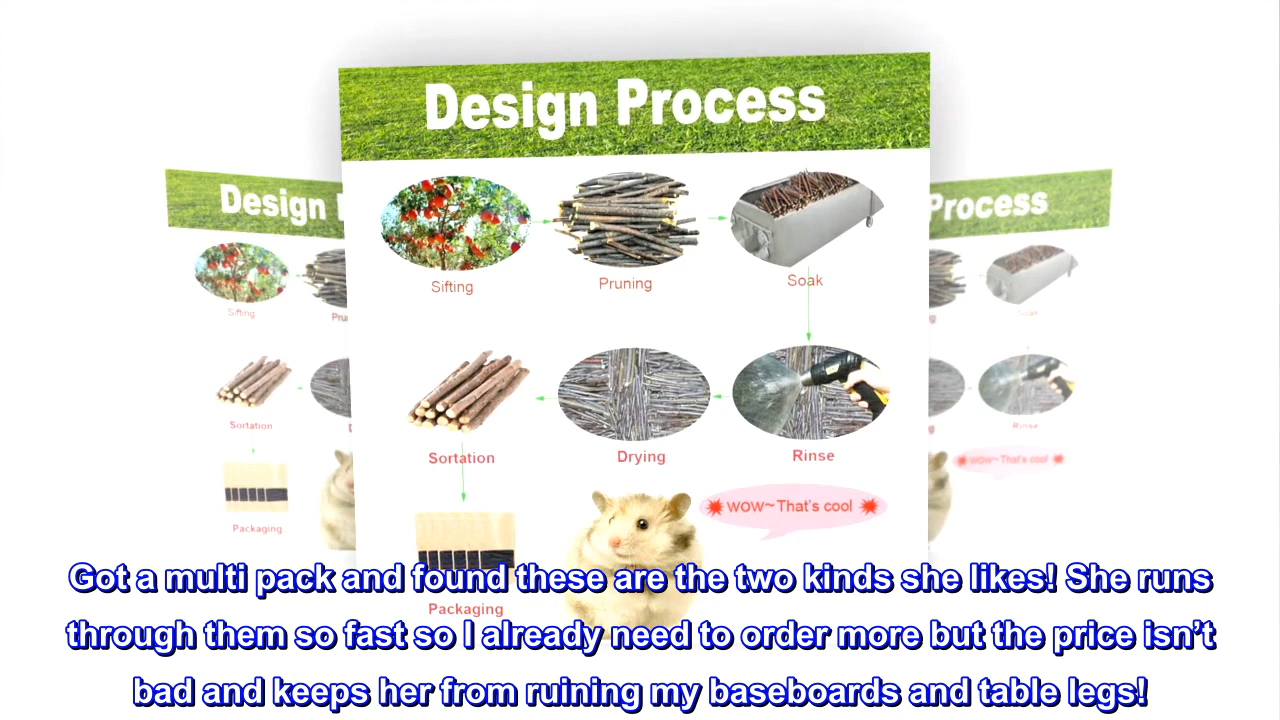 Design Process
Design
Process
Sifting
Pruning
Soak
Sifting
Sortation
Drying
Rinse
Sortation
Rinse
WOW~That's cool
WOW~That's cool
Packaging
Packaging
Got a multi pack and found these are the two kinds she likes! She runs
through them so fast so I already need to order more but the price isn't
bad and keeps her from ruining my baseboards and table legs!